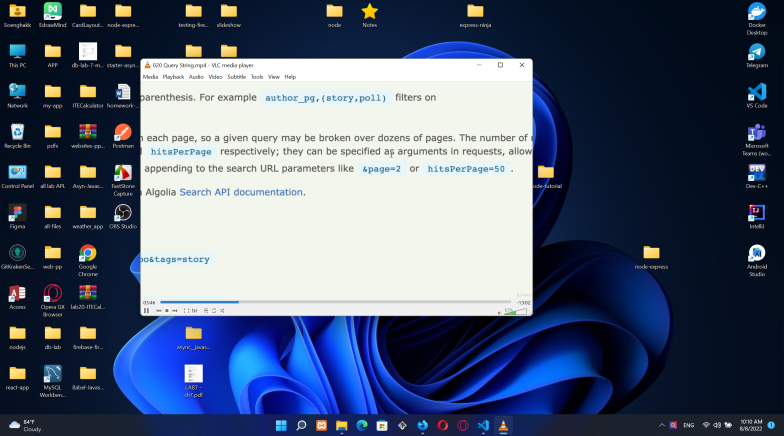 Soenghakk
EdrawMind
CardLayout...
node-expre...
testing-fire...
slideshow
node
Notes
express-ninja
Docker
Desktop
This PC
APP
db-lab-7-m...
starter-async...
Telegram
020 Query String.mp4 - VLC media player
Media Playback Audio Video Subtitle Tools View Help
parenthesis. For example author_pg,(story,poll) filters on
each page, so a given query may be broken over dozens of pages. The number of
hitsPerPage respectively; they can be specified as arguments in requests, allow
appending to the search URL parameters like &page=2 or hitsPerPage=50 .
Algolia Search API documentation.
oo&tags=story
05:46
-13:02
Network
my-app
ITECalculator
homework-...
VS Code
Recycle Bin
pdfs
websites-pp...
Postman
Microsoft
Teams (wo...
Control Panel
all lab API.
Asyn-Javas...
FastStone
Capture
node-tutorial
Dev-C++
Figma
all-files
weather_app
OBS Studio
IntelliJ
GitKrakenSe...
web-pp
Google
Chrome
node-express
Android
Studio
Access
Opera GX
Browser
lab20-ITECal...
nodejs
db-lab
firebase-fir...
async__javas...
react-app
MySQL
Workben...
Babel-Javas...
LAB7 -
ch7.pdf
84°F
Cloudy
ENG
10:10 AM
8/8/2022